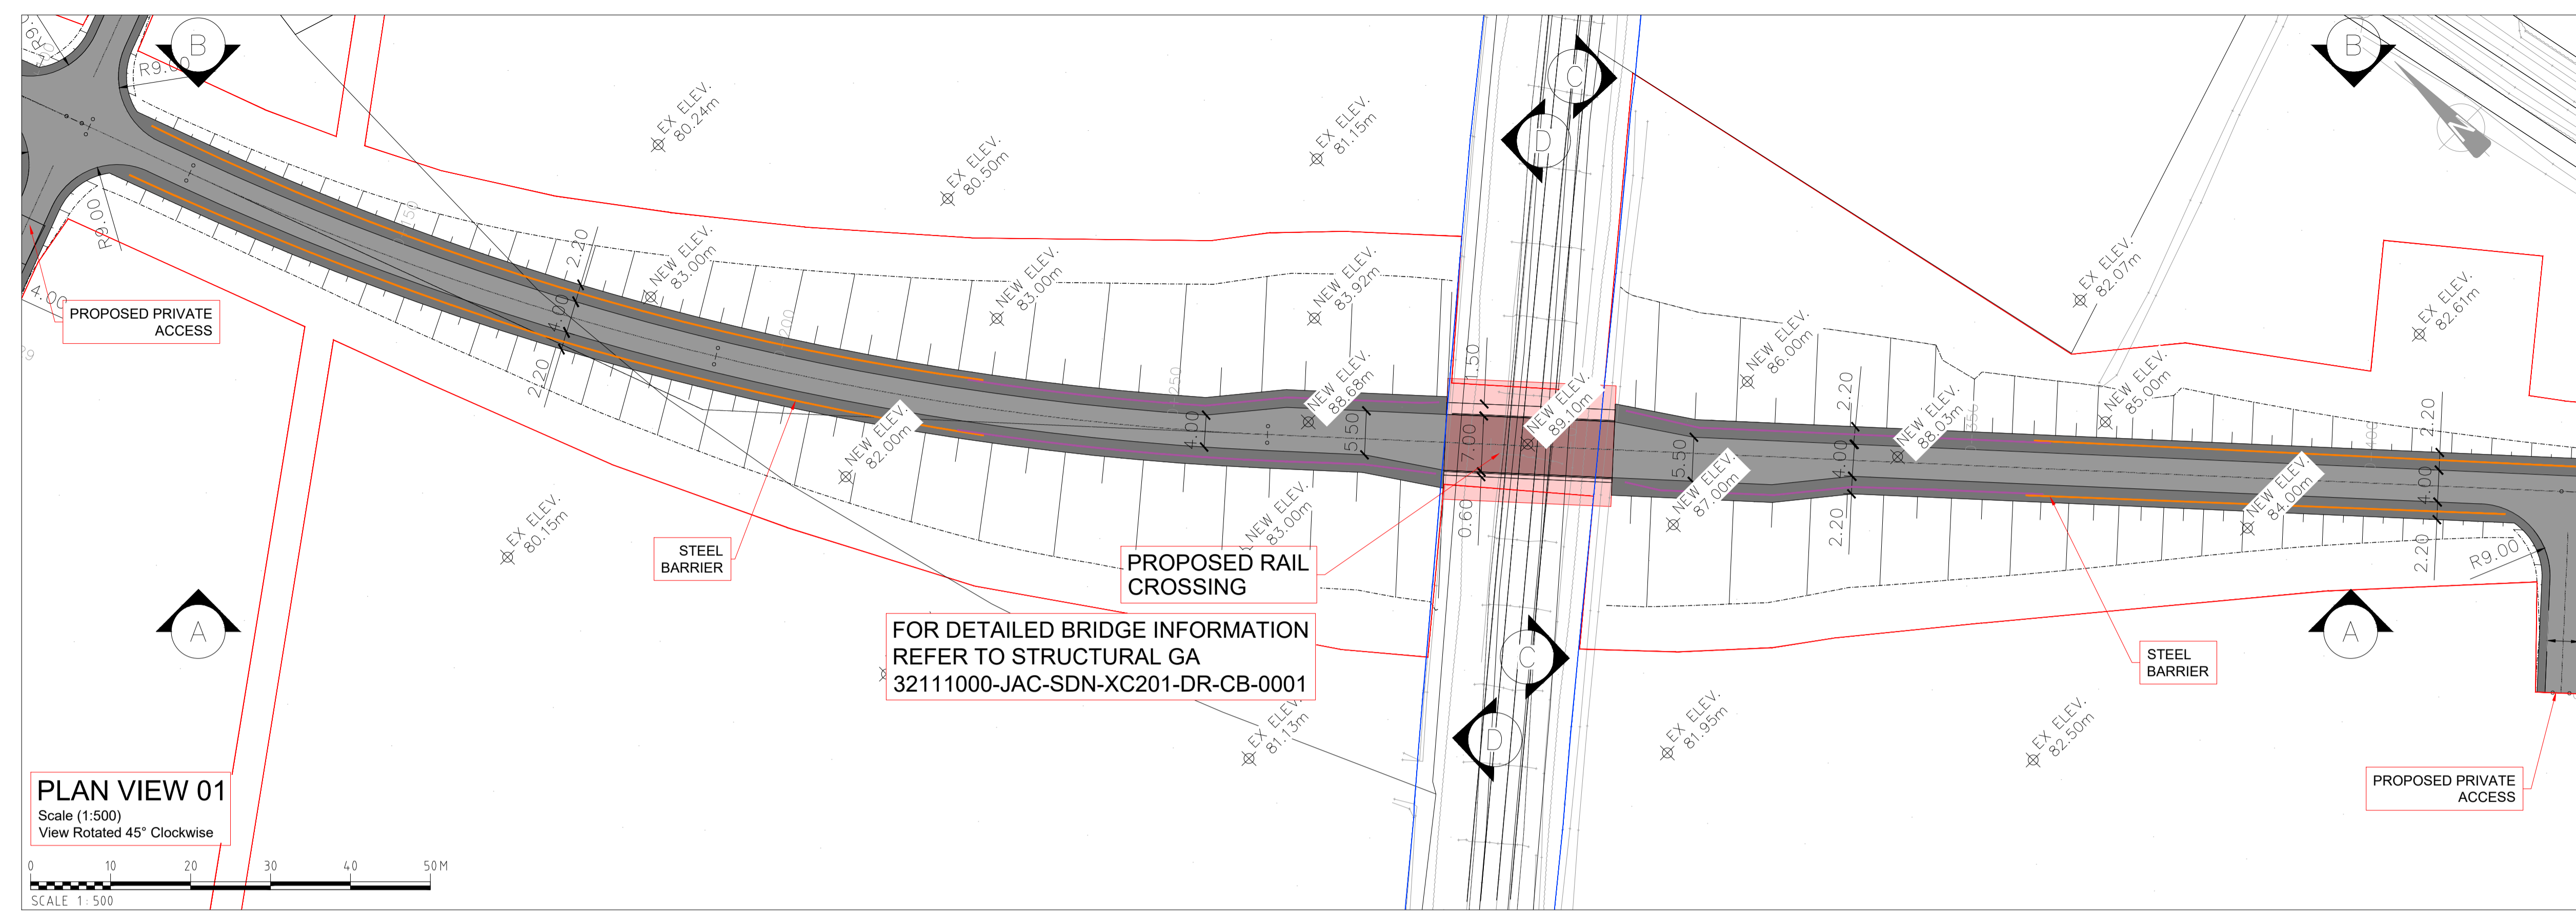 B
R9.00
EX ELEV.
80.24m
EX ELEV.
80.50m
EX ELEV.
81.15m
C
D
B
N
R9.00
4.00
PROPOSED PRIVATE
ACCESS
2.20
4.00
2.20
NEW ELEV.
83.00m
NEW ELEV.
83.00m
NEW ELEV.
83.92m
NEW ELEV.
88.68m
NEW ELEV.
82.00m
0+200
0+250
4.00
5.50
1.50
7.00
0.60
NEW ELEV.
89.10m
NEW ELEV.
86.00m
EX ELEV.
82.07m
EX ELEV.
82.61m
NEW ELEV.
85.00m
NEW ELEV.
88.03m
5.50
2.20
4.00
2.20
NEW ELEV.
87.00m
2.20
4.00
2.20
NEW ELEV.
84.00m
R9.00
EX ELEV.
80.15m
STEEL
BARRIER
NEW ELEV.
83.00m
PROPOSED RAIL
CROSSING
FOR DETAILED BRIDGE INFORMATION
REFER TO STRUCTURAL GA
32111000-JAC-SDN-XC201-DR-CB-0001
A
C
D
A
STEEL
BARRIER
EX ELEV.
81.13m
EX ELEV.
81.95m
EX ELEV.
82.50m
PROPOSED PRIVATE
ACCESS
PLAN VIEW 01
Scale (1:500)
View Rotated 45° Clockwise
0 10 20 30 40 50M
SCALE 1:500